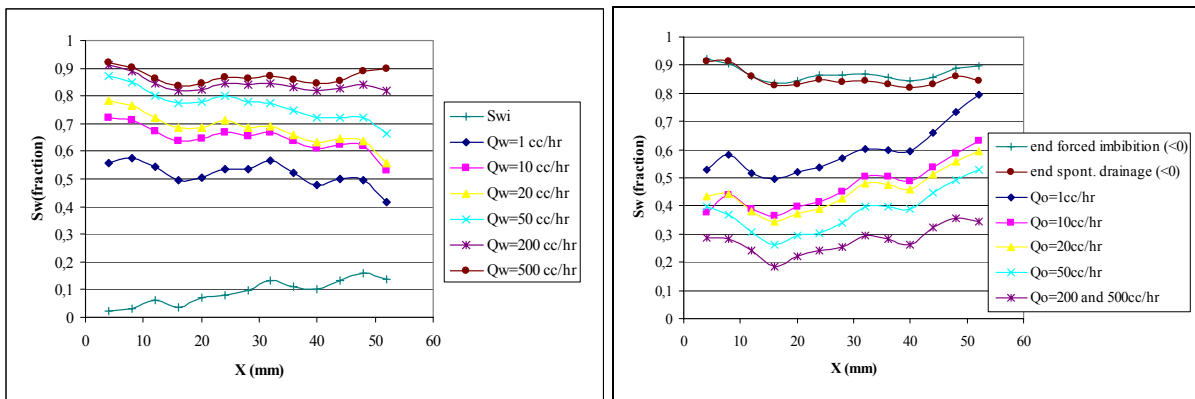 1
0,9
0,8
0,7
0,6
0,5
0,4
0,3
0,2
0,1
0
Sw(fraction)
0 10 20 30 40 50 60
X (mm)
Swi
Qw=1 cc/hr
Qw=10 cc/hr
Qw=20 cc/hr
Qw=50 cc/hr
Qw=200 cc/hr
Qw=500 cc/hr
1
0,9
0,8
0,7
0,6
0,5
0,4
0,3
0,2
0,1
0
Sw (fraction)
0 10 20 30 40 50 60
X (mm)
end forced imbibition (<0)
end spont. drainage (<0)
Qo=1cc/hr
Qo=10cc/hr
Qo=20cc/hr
Qo=50cc/hr
Qo=200 and 500cc/hr